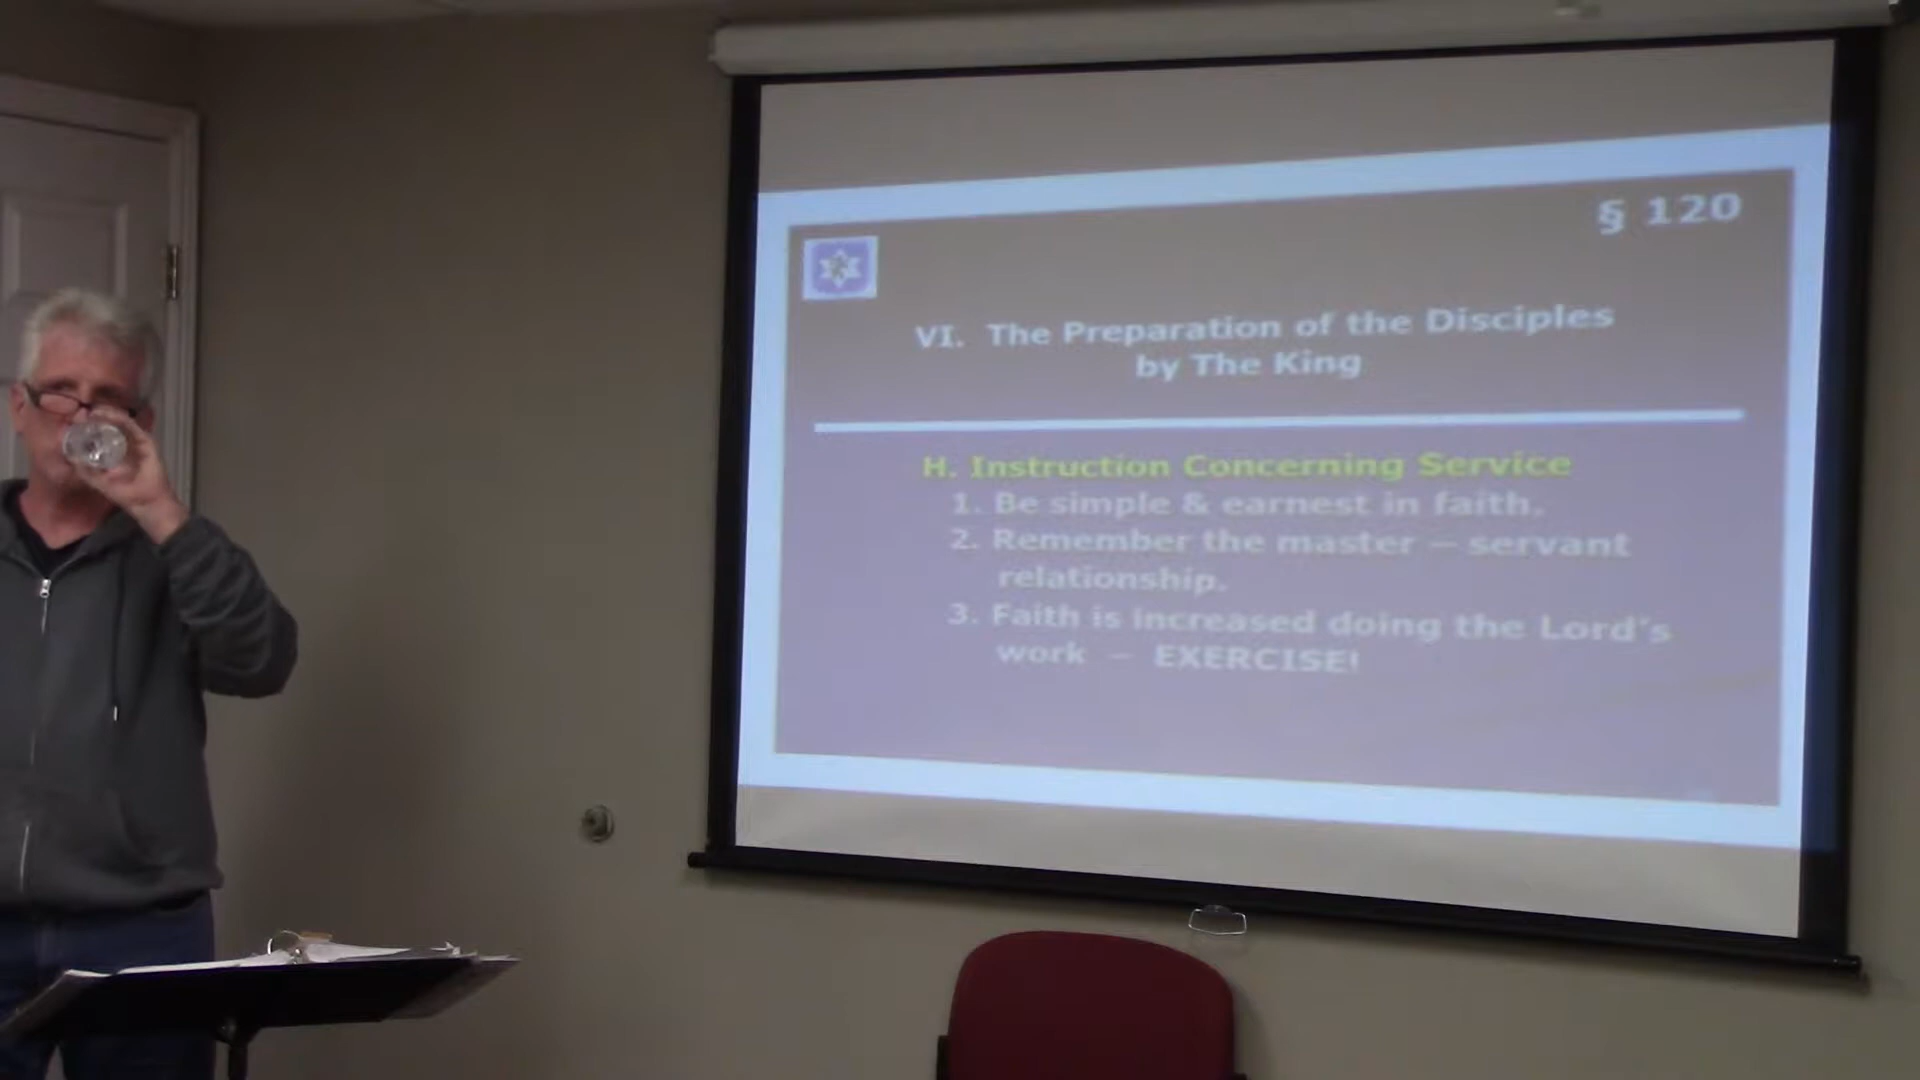 § 120
VI. The Preparation of the Disciples
by The King
H. Instruction Concerning Service
1. Be simple & earnest in faith.
2. Remember the master – servant
relationship.
3. Faith is increased doing the Lord's
work – EXERCISE!